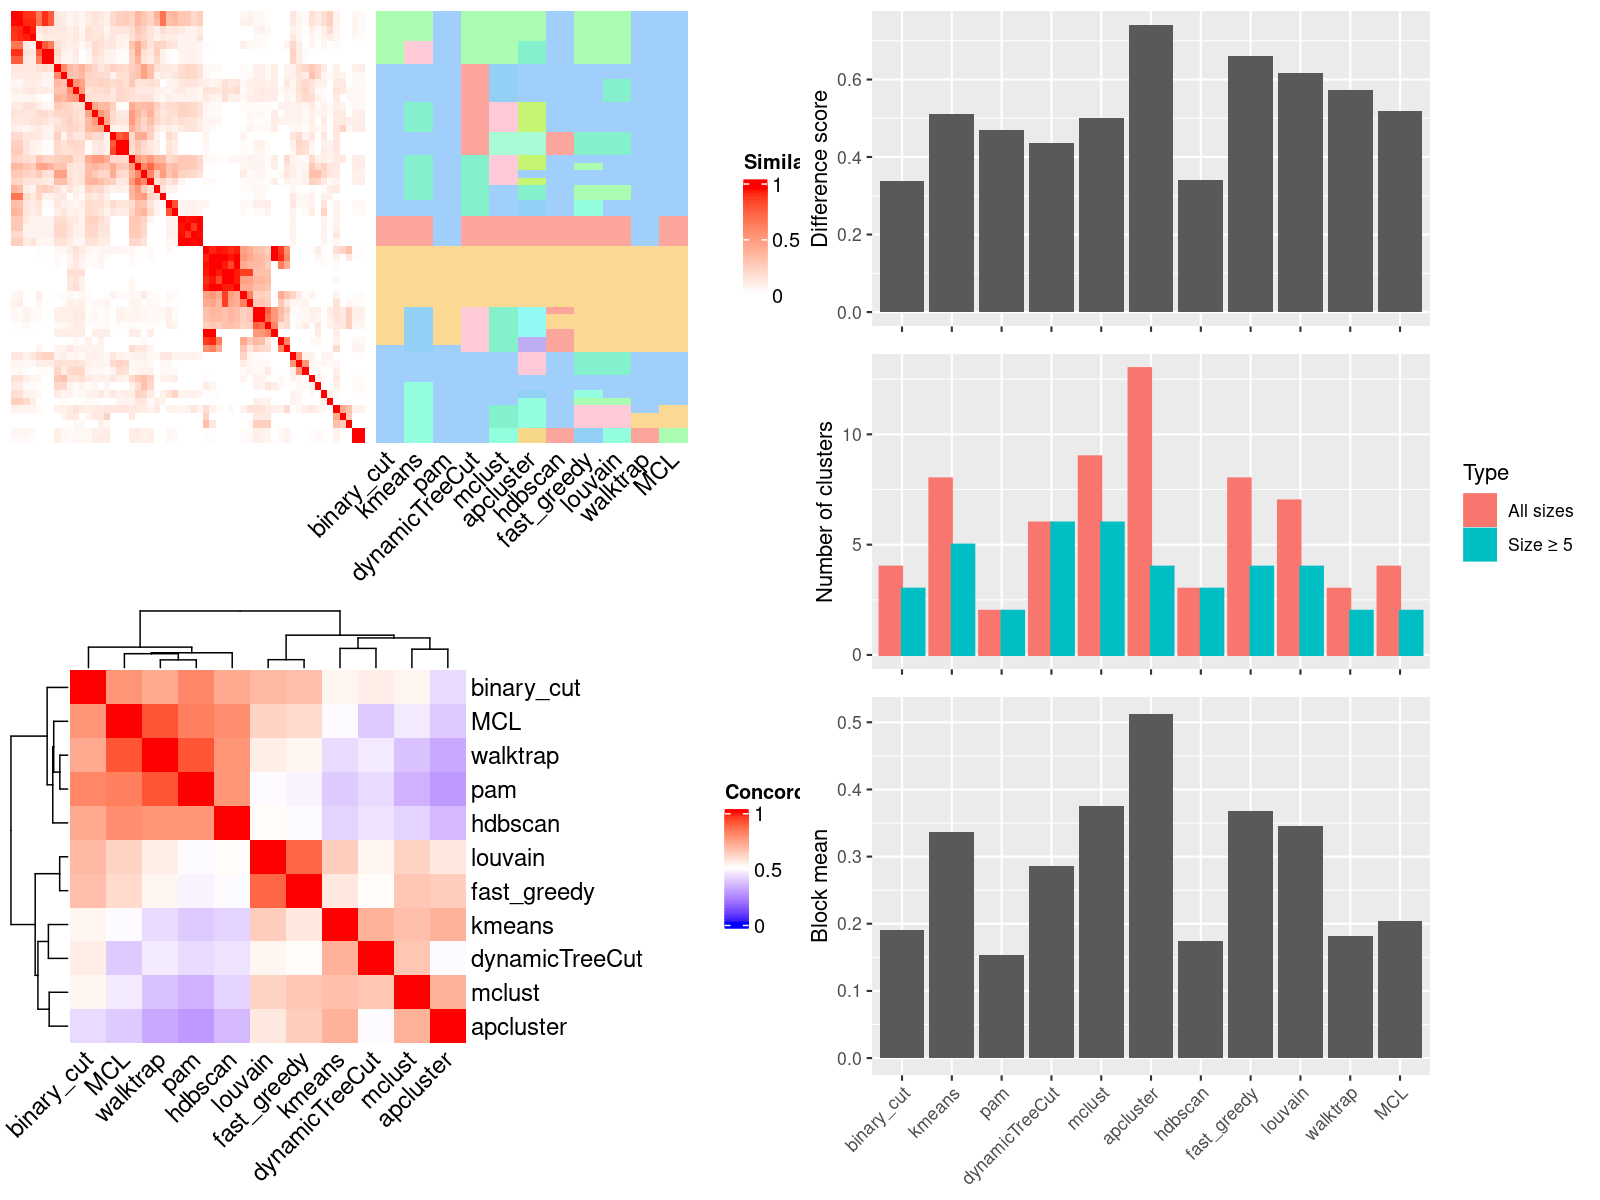 Simila
1
0.5
0
binary_cut
kmeans
pam
dynamicTreeCut
mclust
apcluster
hdbscan
fast_greedy
louvain
walktrap
MCL
binary_cut
MCL
walktrap
pam
hdbscan
louvain
fast_greedy
kmeans
dynamicTreeCut
mclust
apcluster
binary_cut
MCL
walktrap
pam
hdbscan
louvain
fast_greedy
kmeans
dynamicTreeCut
mclust
apcluster
Concord
1
0.5
0
Difference score
0.6
0.4
0.2
0.0
Number of clusters
10
5
0
Type
All sizes
Size ≥ 5
Block mean
0.5
0.4
0.3
0.2
0.1
0.0
binary_cut
kmeans
pam
dynamicTreeCut
mclust
apcluster
hdbscan
fast_greedy
louvain
walktrap
MCL